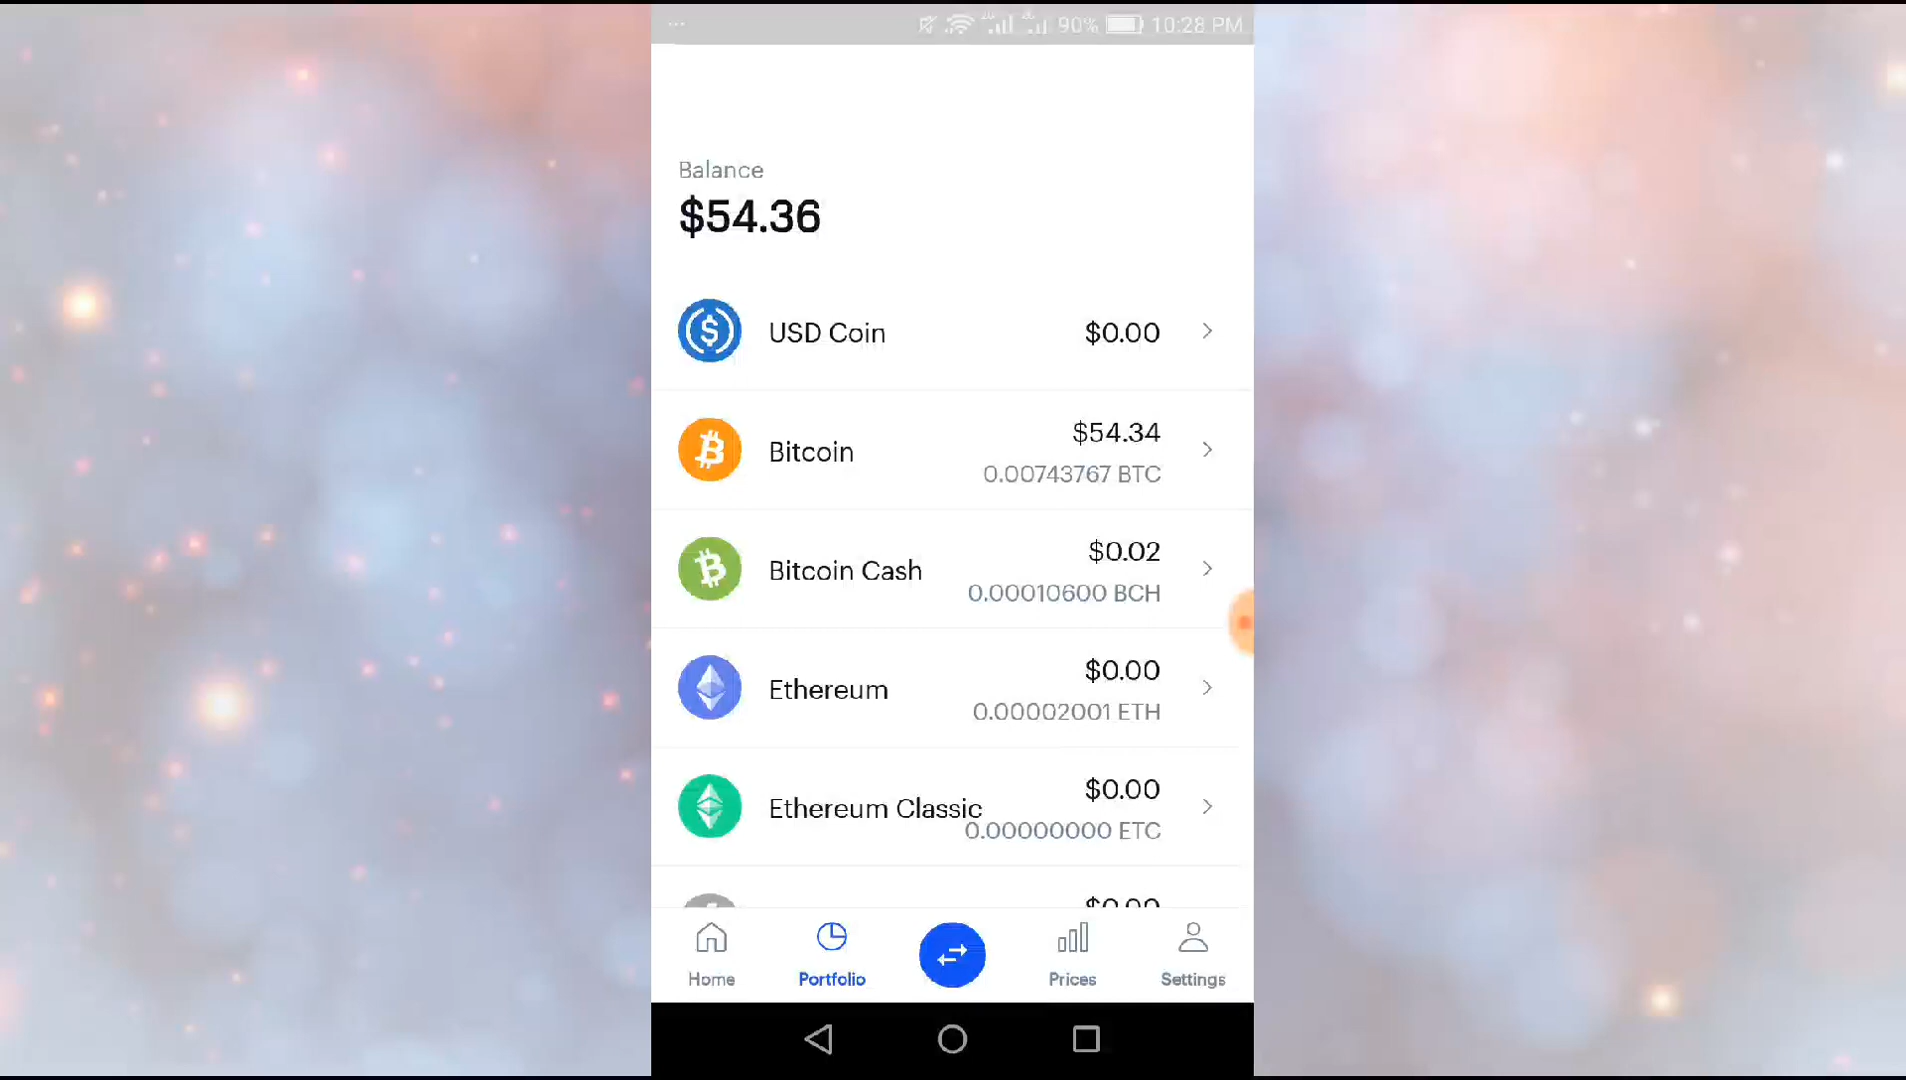 90% 10:28 PM
Balance
$54.36
USD Coin $0.00
Bitcoin $54.34
0.00743767 BTC
Bitcoin Cash $0.02
0.00010600 BCH
Ethereum $0.00
0.00002001 ETH
Ethereum Classic $0.00
0.00000000 ETC
Home Portfolio Prices Settings